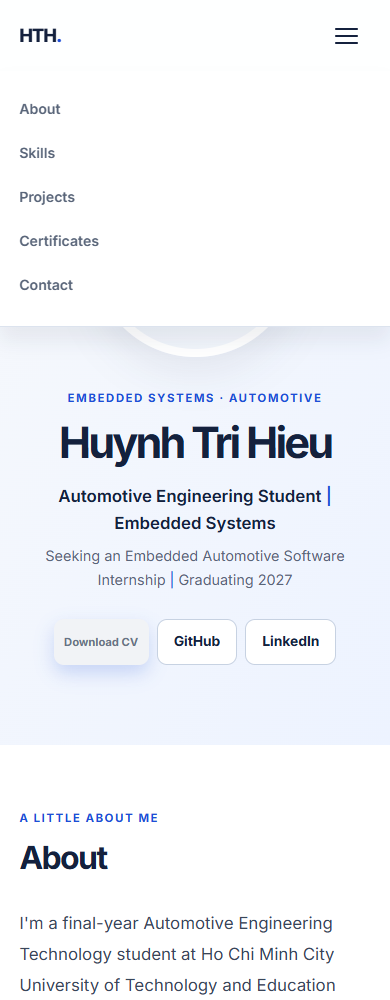 HTH.
About
Skills
Projects
Certificates
Contact
EMBEDDED SYSTEMS · AUTOMOTIVE
Huynh Tri Hieu
Automotive Engineering Student |
Embedded Systems
Seeking an Embedded Automotive Software
Internship | Graduating 2027
Download CV GitHub LinkedIn
A LITTLE ABOUT ME
About
I'm a final-year Automotive Engineering
Technology student at Ho Chi Minh City
University of Technology and Education